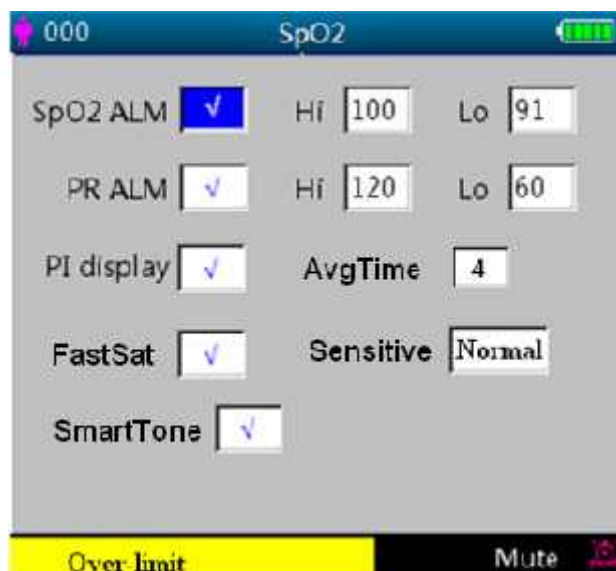 000 SpO2
SpO2 ALM √ Hi 100 Lo 91
PR ALM √ Hi 120 Lo 60
PI display √ AvgTime 4
FastSat √ Sensitive Normal
SmartTone √
Over-limit Mute